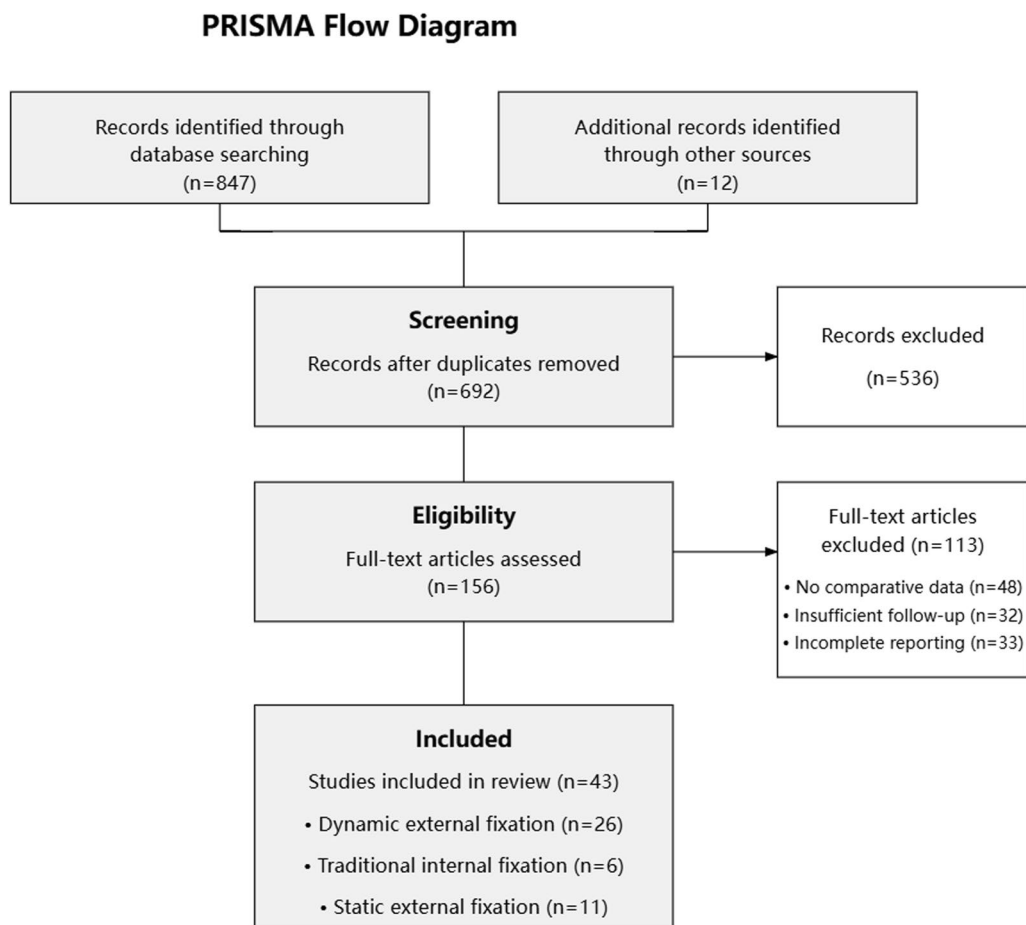 PRISMA Flow Diagram
Records identified through
database searching
(n=847)
Additional records identified
through other sources
(n=12)
Screening
Records after duplicates removed
(n=692)
Records excluded
(n=536)
Eligibility
Full-text articles assessed
(n=156)
Full-text articles
excluded (n=113)
• No comparative data (n=48)
• Insufficient follow-up (n=32)
• Incomplete reporting (n=33)
Included
Studies included in review (n=43)
• Dynamic external fixation (n=26)
• Traditional internal fixation (n=6)
• Static external fixation (n=11)